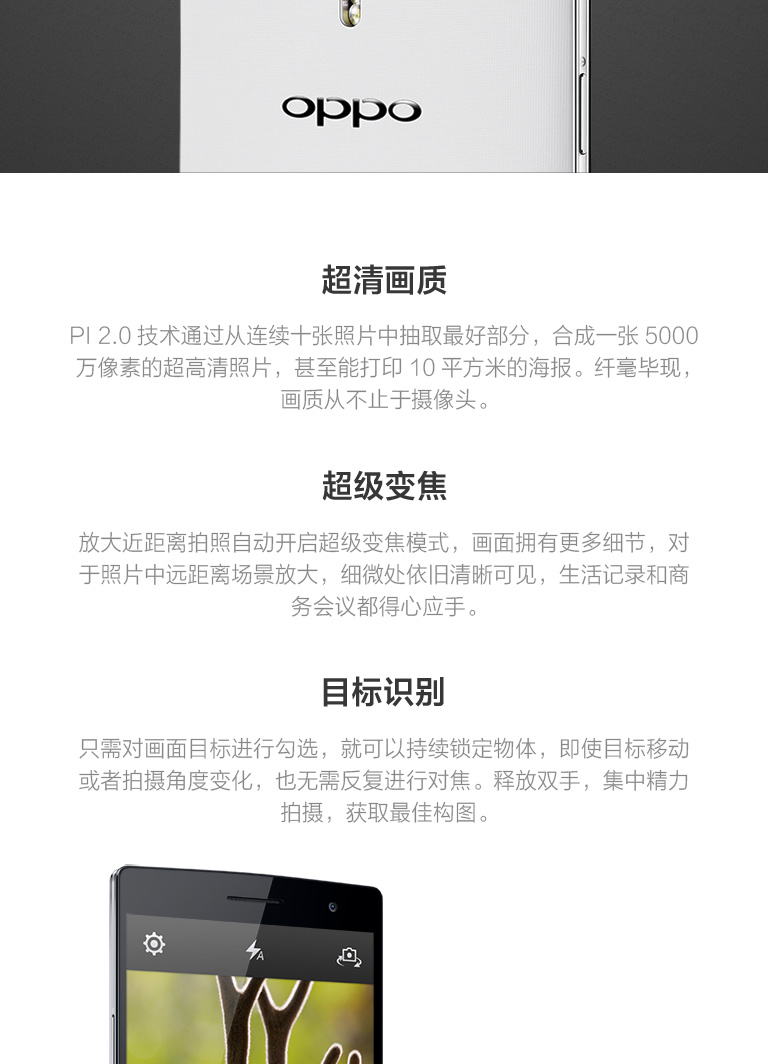 oppo
超清画质
PI 2.0 技术通过从连续十张照片中抽取最好部分，合成一张 5000
万像素的超高清照片，甚至能打印 10 平方米的海报。纤毫毕现，
画质从不止于摄像头。
超级变焦
放大近距离拍照自动开启超级变焦模式，画面拥有更多细节，对
于照片中远距离场景放大，细微处依旧清晰可见，生活记录和商
务会议都得心应手。
目标识别
只需对画面目标进行勾选，就可以持续锁定物体，即使目标移动
或者拍摄角度变化，也无需反复进行对焦。释放双手，集中精力
拍摄，获取最佳构图。
A